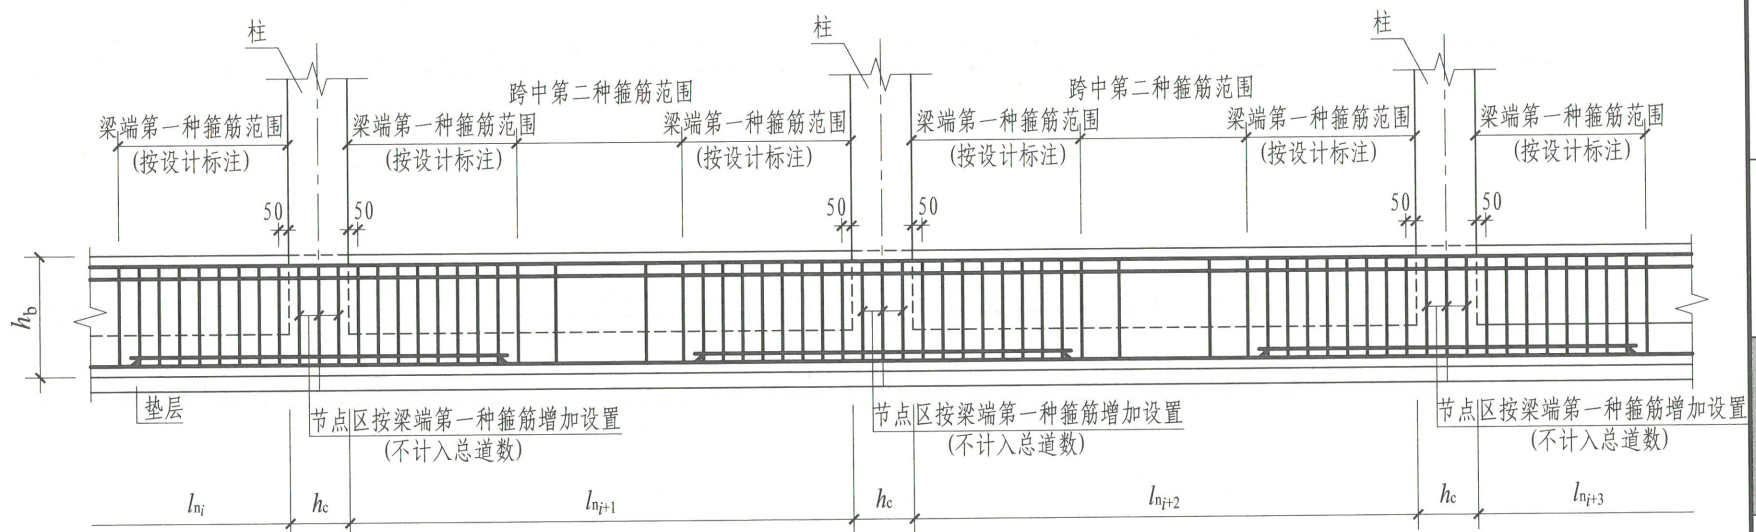 柱
柱
柱
跨中第二种箍筋范围
跨中第二种箍筋范围
梁端第一种箍筋范围
(按设计标注)
梁端第一种箍筋范围
(按设计标注)
梁端第一种箍筋范围
(按设计标注)
梁端第一种箍筋范围
(按设计标注)
梁端第一种箍筋范围
(按设计标注)
梁端第一种箍筋范围
(按设计标注)
50
50
50
50
50
50
hb
垫层
节点区按梁端第一种箍筋增加设置
(不计入总道数)
节点区按梁端第一种箍筋增加设置
(不计入总道数)
节点区按梁端第一种箍筋增加设置
(不计入总道数)
lni
hc
lni+1
hc
lni+2
hc
lni+3